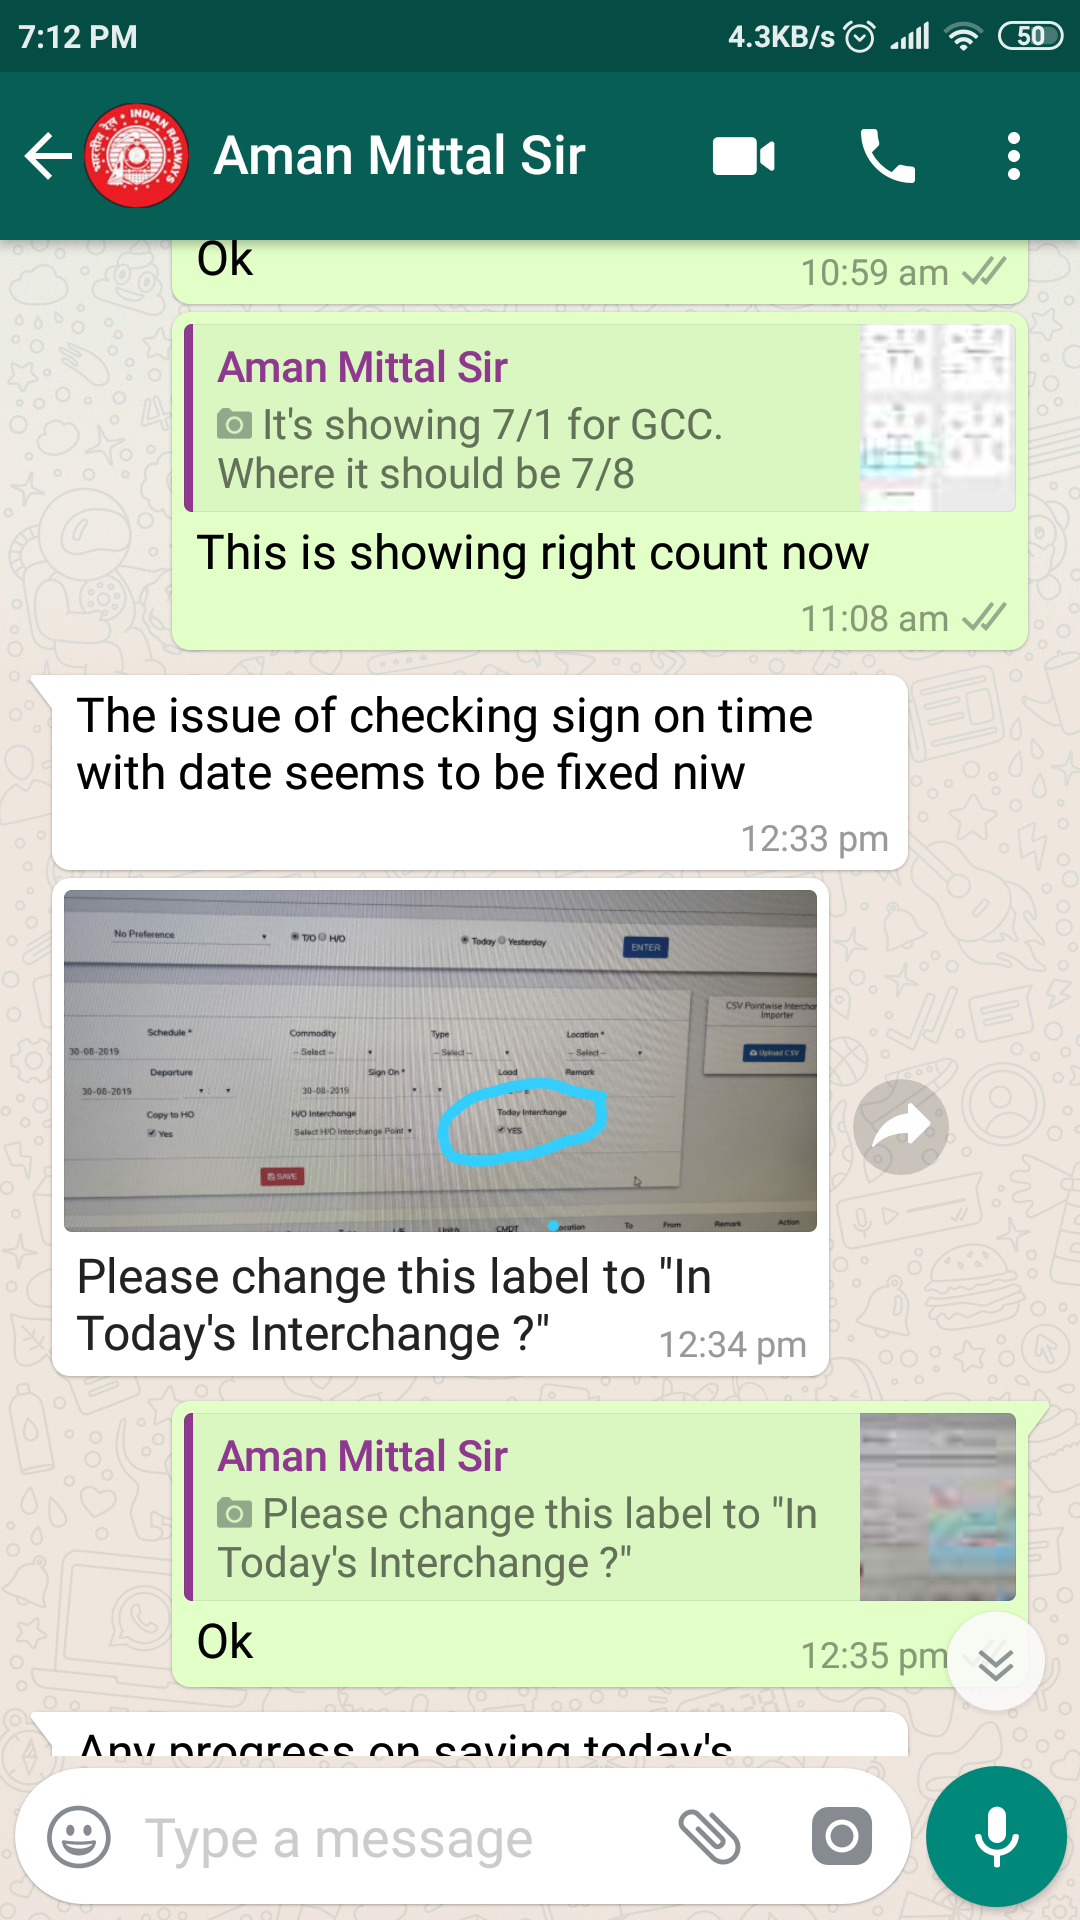 7:12 PM
4.3KB/s
50
Aman Mittal Sir
Ok
10:59 am
Aman Mittal Sir
It's showing 7/1 for GCC.
Where it should be 7/8
This is showing right count now
11:08 am
The issue of checking sign on time
with date seems to be fixed niw
12:33 pm
No Preference
T/O H/O
Today Yesterday
ENTER
CSV Pointwise Interchan
Importer
Upload CSV
Schedule *
Commodity
Type
Location *
30-08-2019
-- Select --
-- Select --
-- Select --
Departure
Sign On *
Load
Remark
30-08-2019
30-08-2019
Copy to HO
H/O Interchange
Today Interchange
Yes
Select H/O Interchange Point
YES
SAVE
CMDT
Location
To
From
Remark
Action
Please change this label to "In
Today's Interchange ?"
12:34 pm
Aman Mittal Sir
Please change this label to "In
Today's Interchange ?"
Ok
12:35 pm
Any progress on saving today's
Type a message